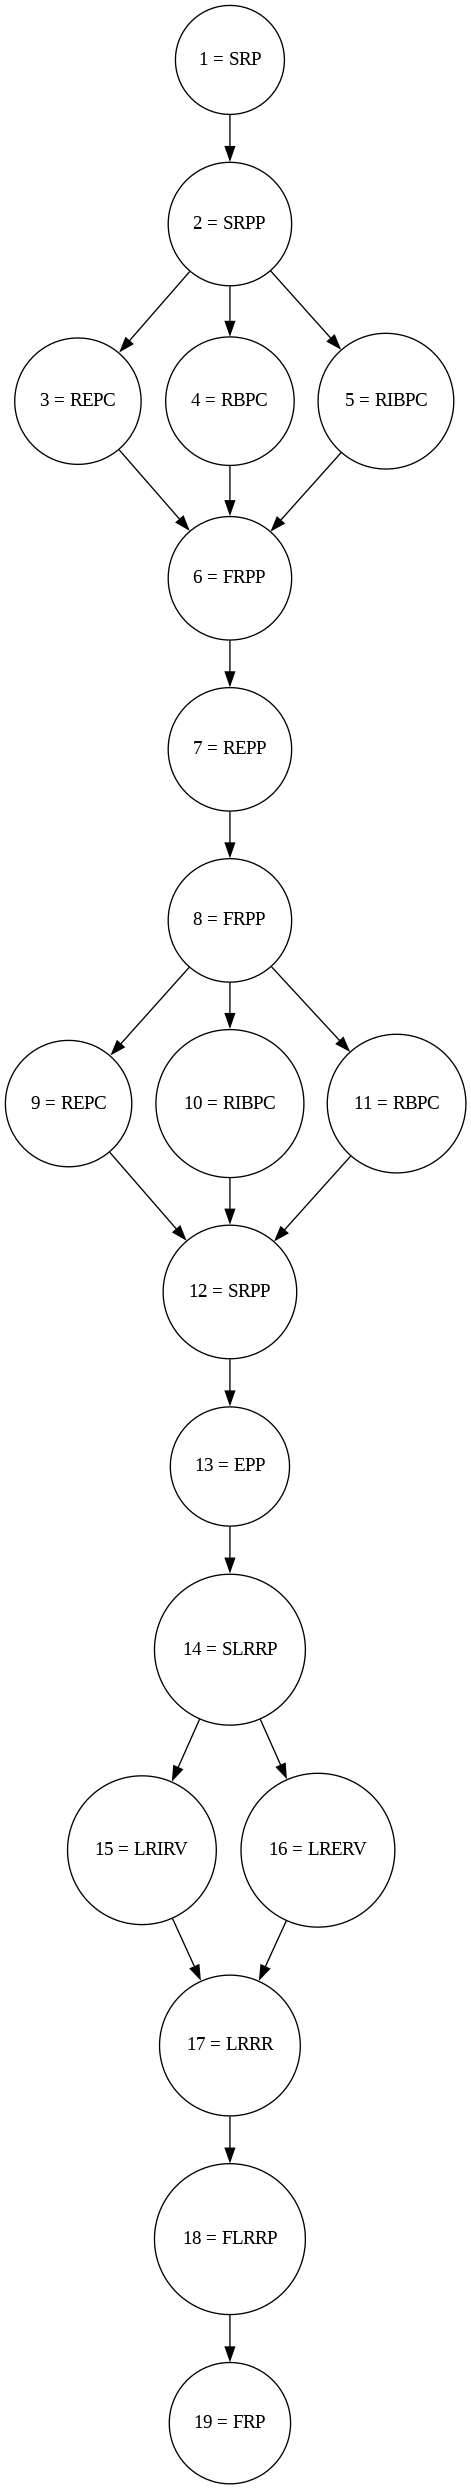 1 = SRP
2 = SRPP
3 = REPC
4 = RBPC
5 = RIBPC
6 = FRPP
7 = REPP
8 = FRPP
9 = REPC
10 = RIBPC
11 = RBPC
12 = SRPP
13 = EPP
14 = SLRRP
15 = LRIRV
16 = LRERV
17 = LRRR
18 = FLRRP
19 = FRP